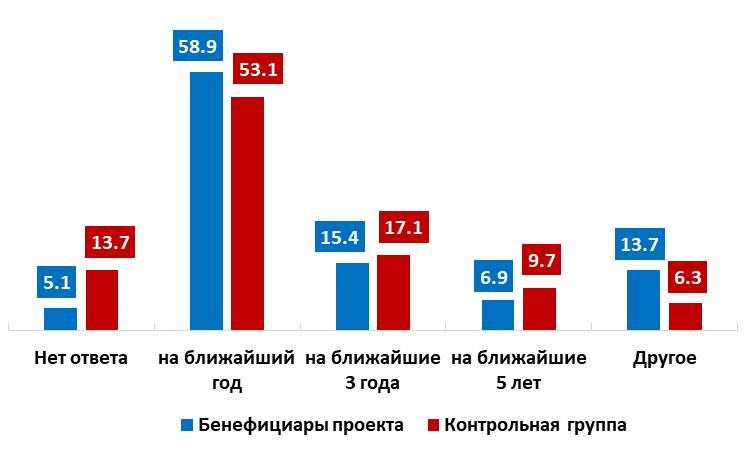 58.9
53.1
13.7
5.1
15.4
17.1
6.9
9.7
13.7
6.3
Нет ответа
на ближайший
год
на ближайшие
3 года
на ближайшие
5 лет
Другое
Бенефициары проекта
Контрольная группа